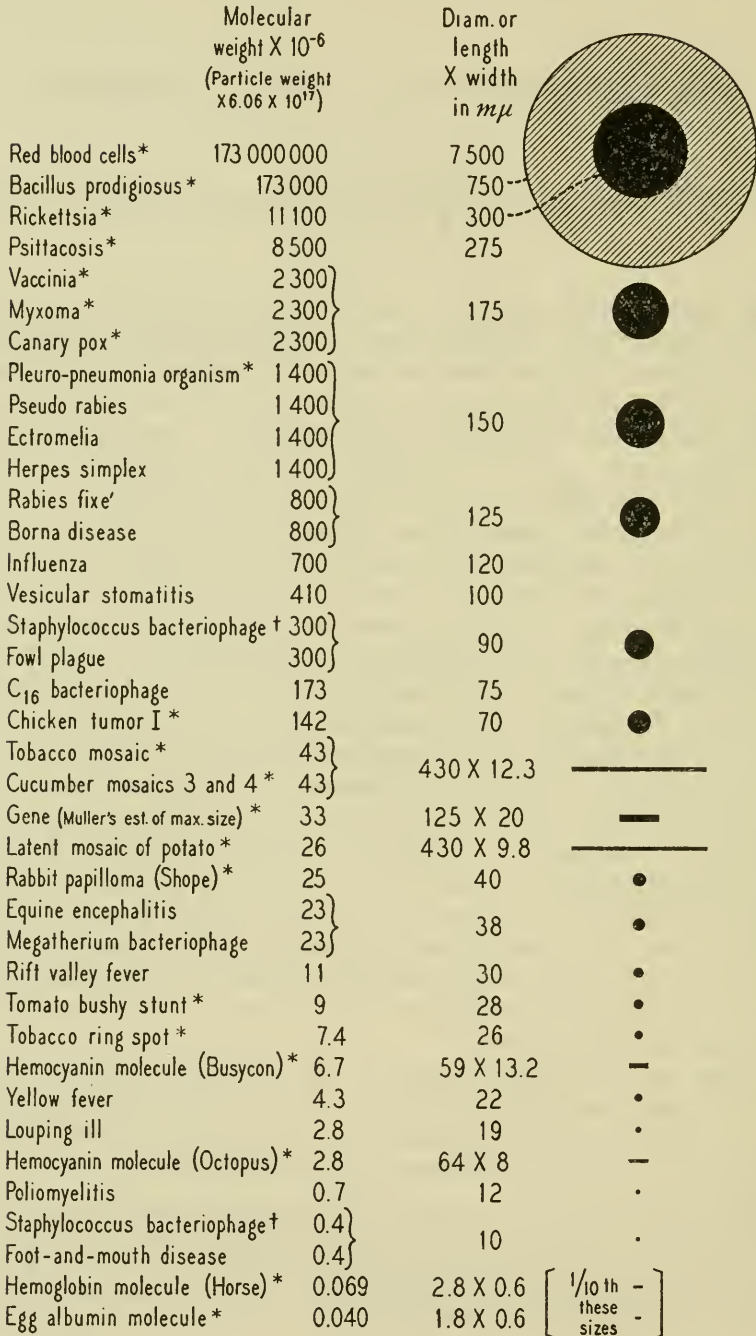 Molecular weight X 10⁻⁶ (Particle weight X6.06 X 10¹⁷)
Diam. or length X width in mμ
Red blood cells* 173 000 000 7 500
Bacillus prodigiosus* 173 000 750
Rickettsia* 11 100 300
Psittacosis* 8 500 275
Vaccinia* 2 300
Myxoma* 2 300 175
Canary pox* 2 300
Pleuro-pneumonia organism* 1 400
Pseudo rabies 1 400
Ectromelia 1 400 150
Herpes simplex 1 400
Rabies fixe′ 800
Borna disease 800 125
Influenza 700 120
Vesicular stomatitis 410 100
Staphylococcus bacteriophage † 300
Fowl plague 300 90
C₁₆ bacteriophage 173 75
Chicken tumor I * 142 70
Tobacco mosaic * 43
Cucumber mosaics 3 and 4 * 43 430 X 12.3
Gene (Muller's est. of max. size) * 33 125 X 20
Latent mosaic of potato * 26 430 X 9.8
Rabbit papilloma (Shope) * 25 40
Equine encephalitis 23
Megatherium bacteriophage 23 38
Rift valley fever 11 30
Tomato bushy stunt * 9 28
Tobacco ring spot * 7.4 26
Hemocyanin molecule (Busycon) * 6.7 59 X 13.2
Yellow fever 4.3 22
Louping ill 2.8 19
Hemocyanin molecule (Octopus) * 2.8 64 X 8
Poliomyelitis 0.7 12
Staphylococcus bacteriophage † 0.4
Foot-and-mouth disease 0.4 10
Hemoglobin molecule (Horse) * 0.069 2.8 X 0.6 1/10 th
these
Egg albumin molecule * 0.040 1.8 X 0.6 sizes